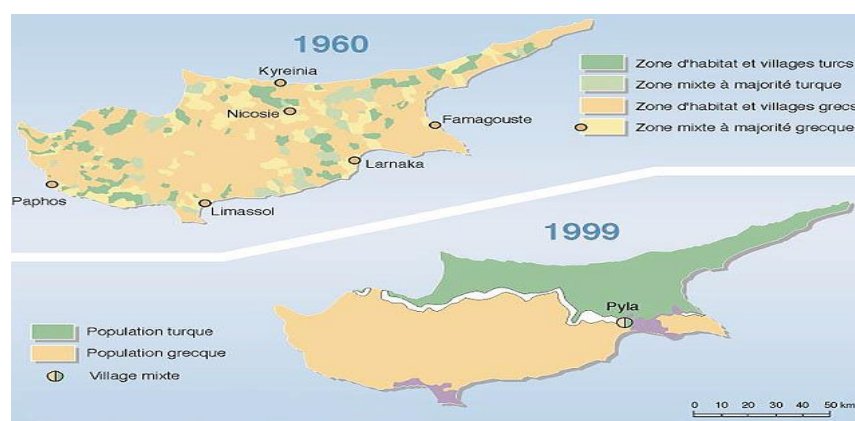 1960
Kyreinia
Nicosie
Famagouste
Larnaka
Paphos
Limassol
Zone d'habitat et villages turcs
Zone mixte à majorité turque
Zone d'habitat et villages grecs
Zone mixte à majorité grecque
1999
Pyla
Population turque
Population grecque
Village mixte
0 10 20 30 40 50 km